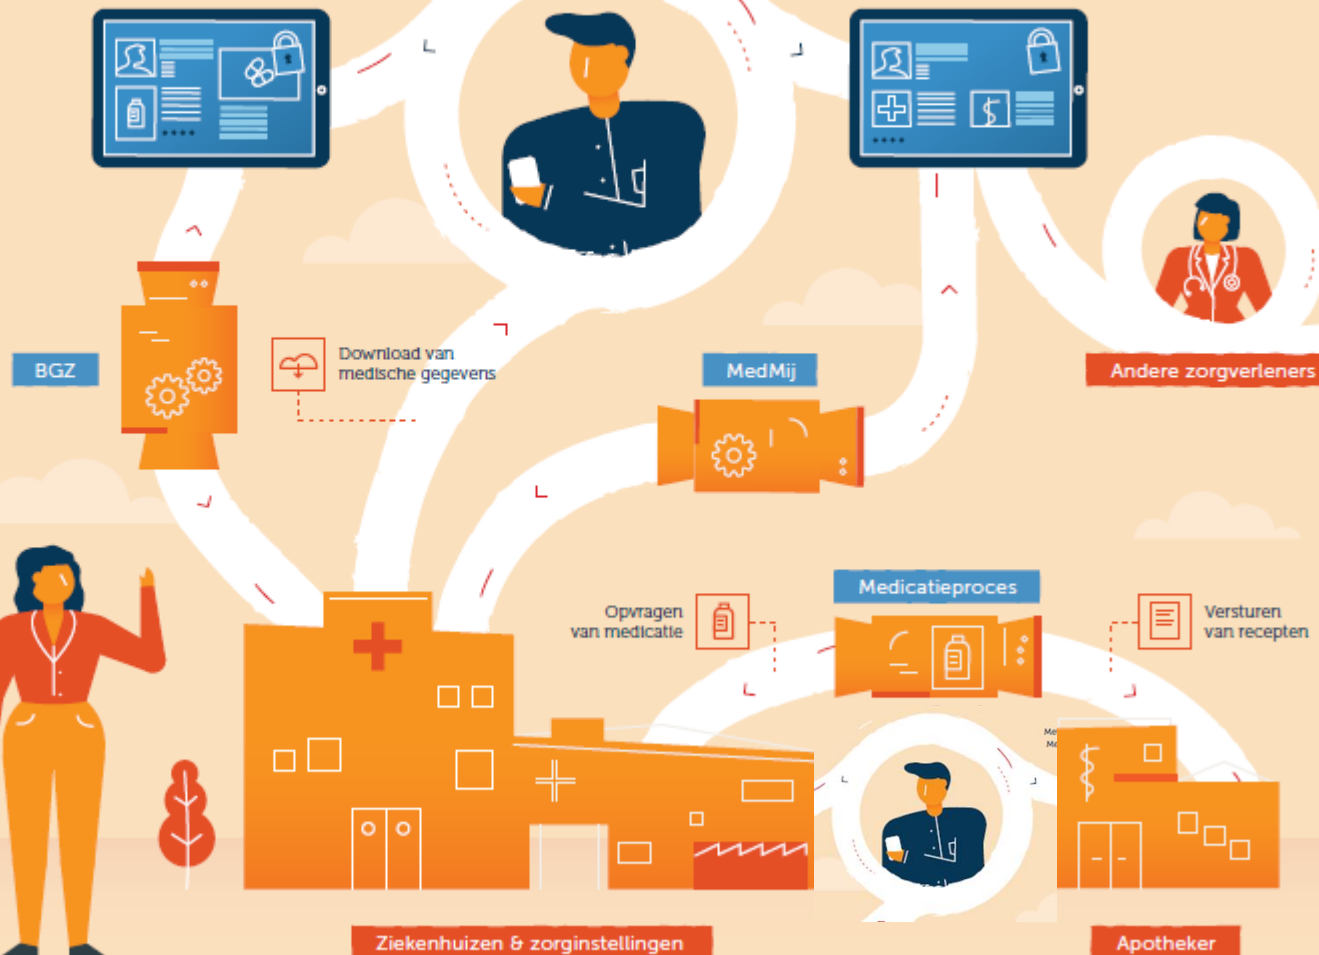 BGZ
Download van
medische gegevens
MedMij
Andere zorgverleners
Medicatieproces
Opvragen
van medicatie
Versturen
van recepten
Ziekenhuizen & zorginstellingen
Apotheker